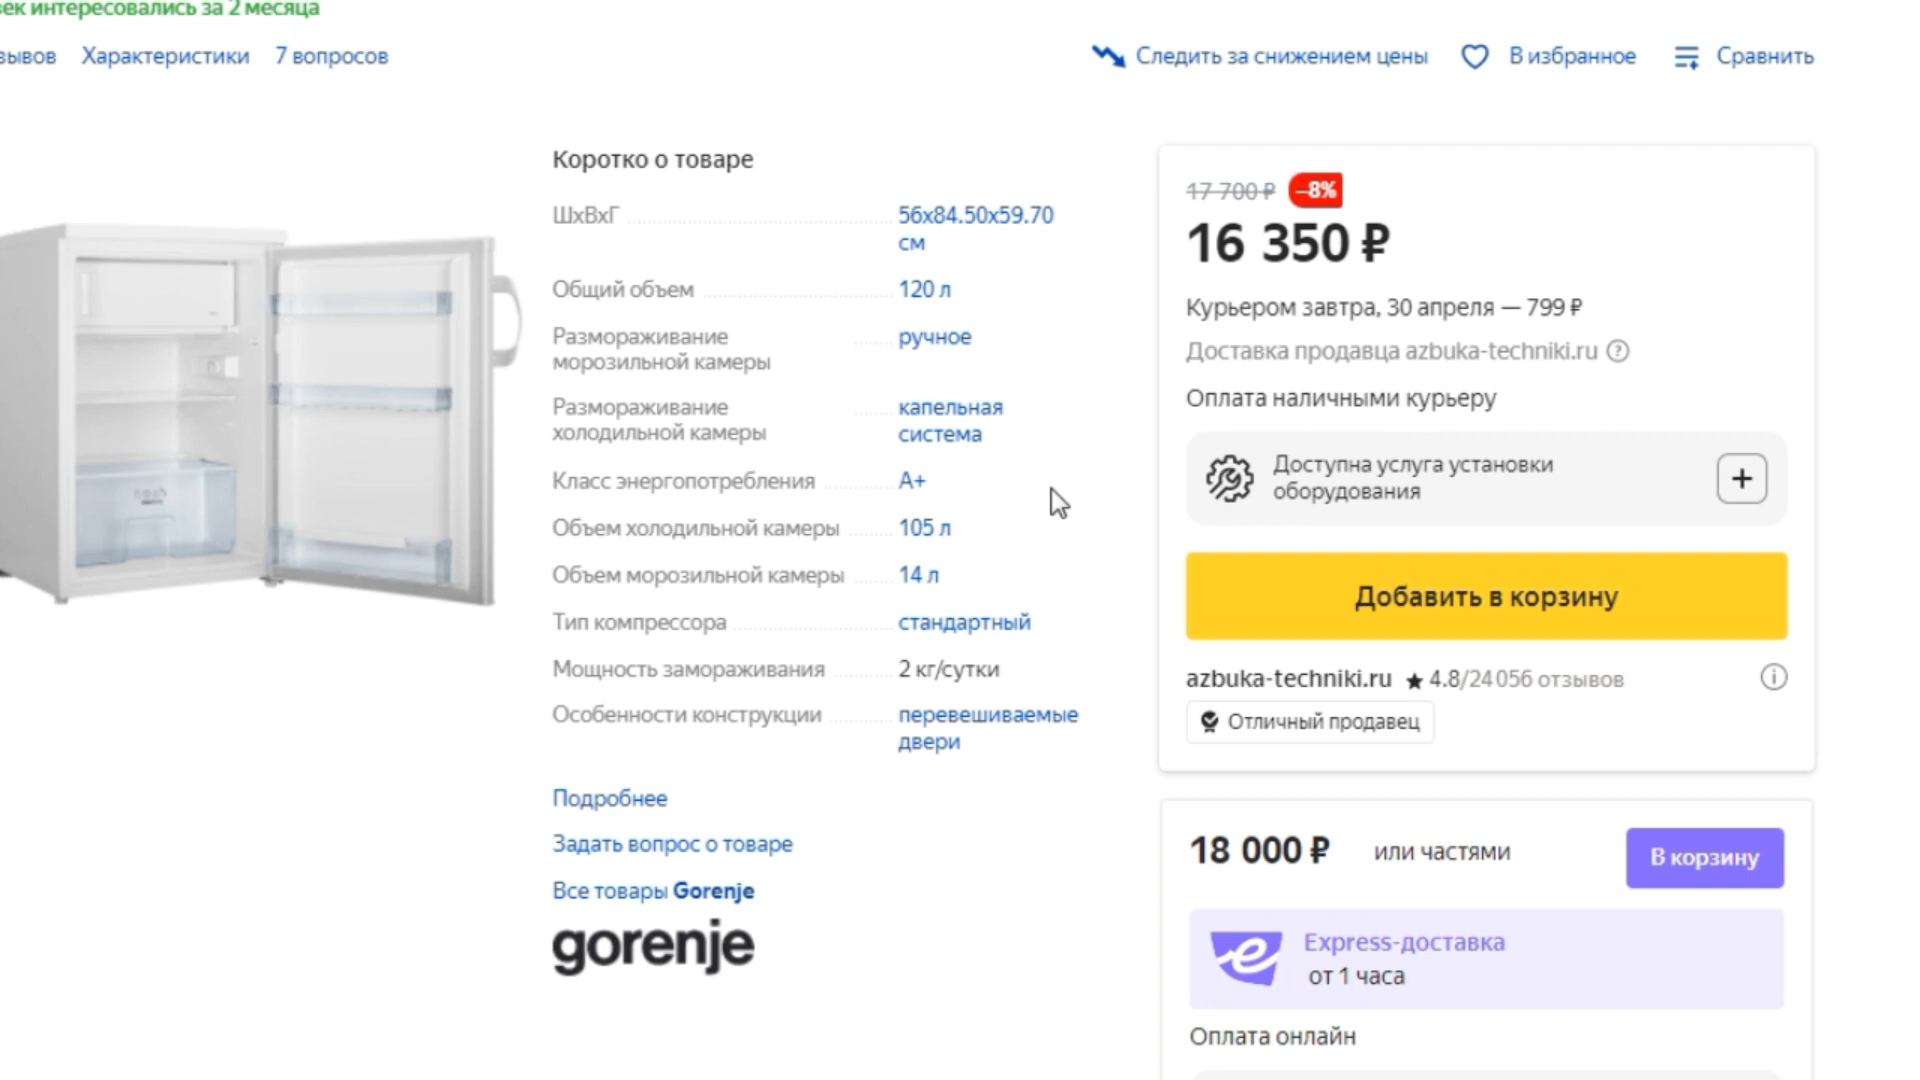 век интересовались за 2 месяца
зывов Характеристики 7 вопросов
Следить за снижением цены В избранное Сравнить
Коротко о товаре
ШхВхГ 56х84.50х59.70 см
Общий объем 120 л
Размораживание морозильной камеры ручное
Размораживание холодильной камеры капельная система
Класс энергопотребления A+
Объем холодильной камеры 105 л
Объем морозильной камеры 14 л
Тип компрессора стандартный
Мощность замораживания 2 кг/сутки
Особенности конструкции перевешиваемые двери
Подробнее
Задать вопрос о товаре
Все товары Gorenje
gorenje
17 700 ₽ –8%
16 350 ₽
Курьером завтра, 30 апреля — 799 ₽
Доставка продавца azbuka-techniki.ru
Оплата наличными курьеру
Доступна услуга установки
оборудования
Добавить в корзину
azbuka-techniki.ru ★ 4.8/24 056 отзывов
Отличный продавец
18 000 ₽ или частями В корзину
Express-доставка
от 1 часа
Оплата онлайн